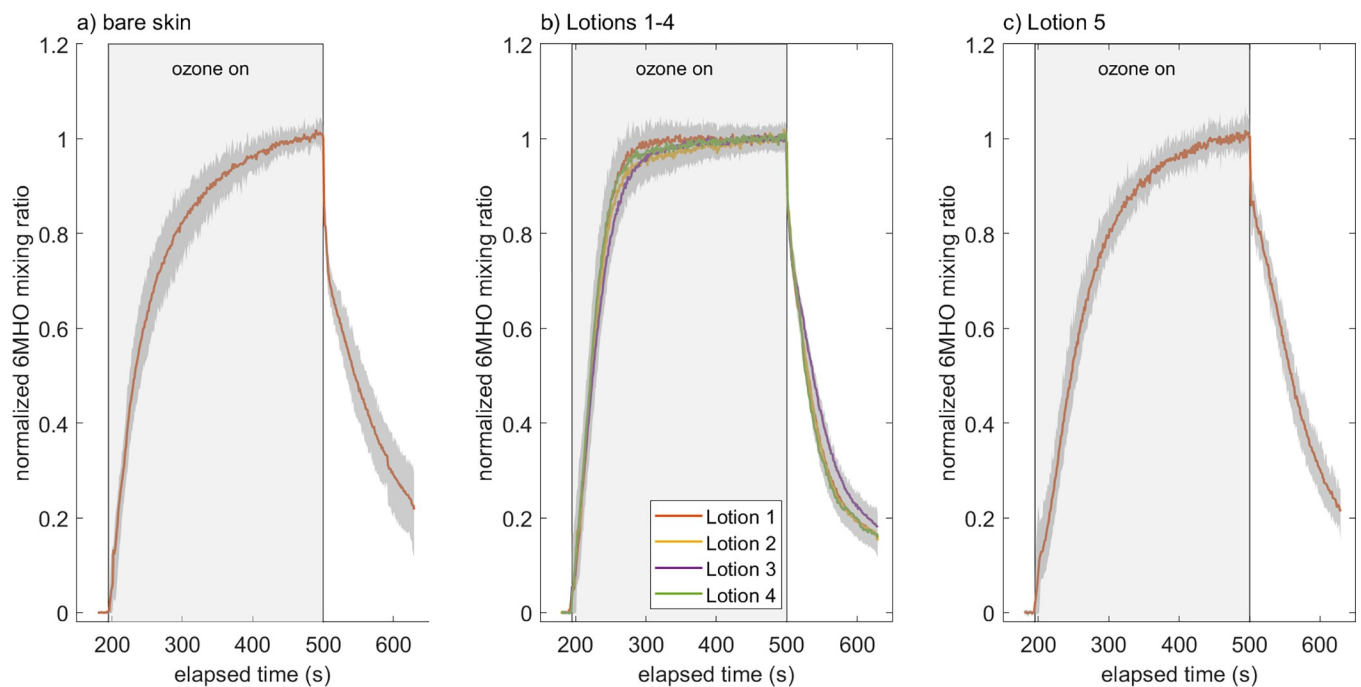 a) bare skin
ozone on
normalized 6MHO mixing ratio
1.2
1
0.8
0.6
0.4
0.2
0
200
300
400
500
600
elapsed time (s)
b) Lotions 1-4
ozone on
normalized 6MHO mixing ratio
1.2
1
0.8
0.6
0.4
0.2
0
Lotion 1
Lotion 2
Lotion 3
Lotion 4
200
300
400
500
600
elapsed time (s)
c) Lotion 5
ozone on
normalized 6MHO mixing ratio
1.2
1
0.8
0.6
0.4
0.2
0
200
300
400
500
600
elapsed time (s)